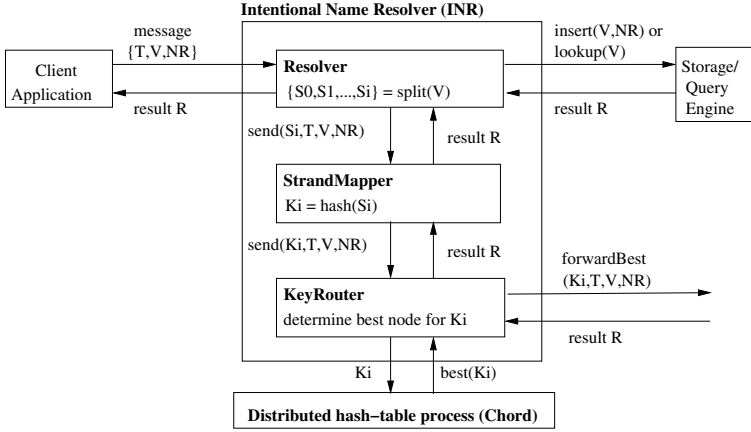 Intentional Name Resolver (INR)
message
{T,V,NR}
insert(V,NR) or
lookup(V)
Client
Application
Resolver
{S0,S1,...,Si} = split(V)
Storage/
Query
Engine
result R
result R
send(Si,T,V,NR)
result R
StrandMapper
Ki = hash(Si)
send(Ki,T,V,NR)
result R
forwardBest
(Ki,T,V,NR)
KeyRouter
determine best node for Ki
result R
Ki
best(Ki)
Distributed hash−table process (Chord)